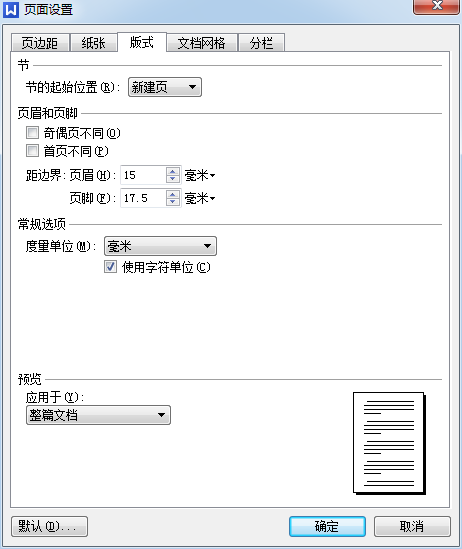 页面设置
页边距 纸张 版式 文档网格 分栏
节
节的起始位置(R): 新建页
页眉和页脚
奇偶页不同(O)
首页不同(P)
距边界: 页眉(H): 15 毫米
页脚(F): 17.5 毫米
常规选项
度量单位(M): 毫米
使用字符单位(C)
预览
应用于(Y):
整篇文档
默认(D)... 确定 取消